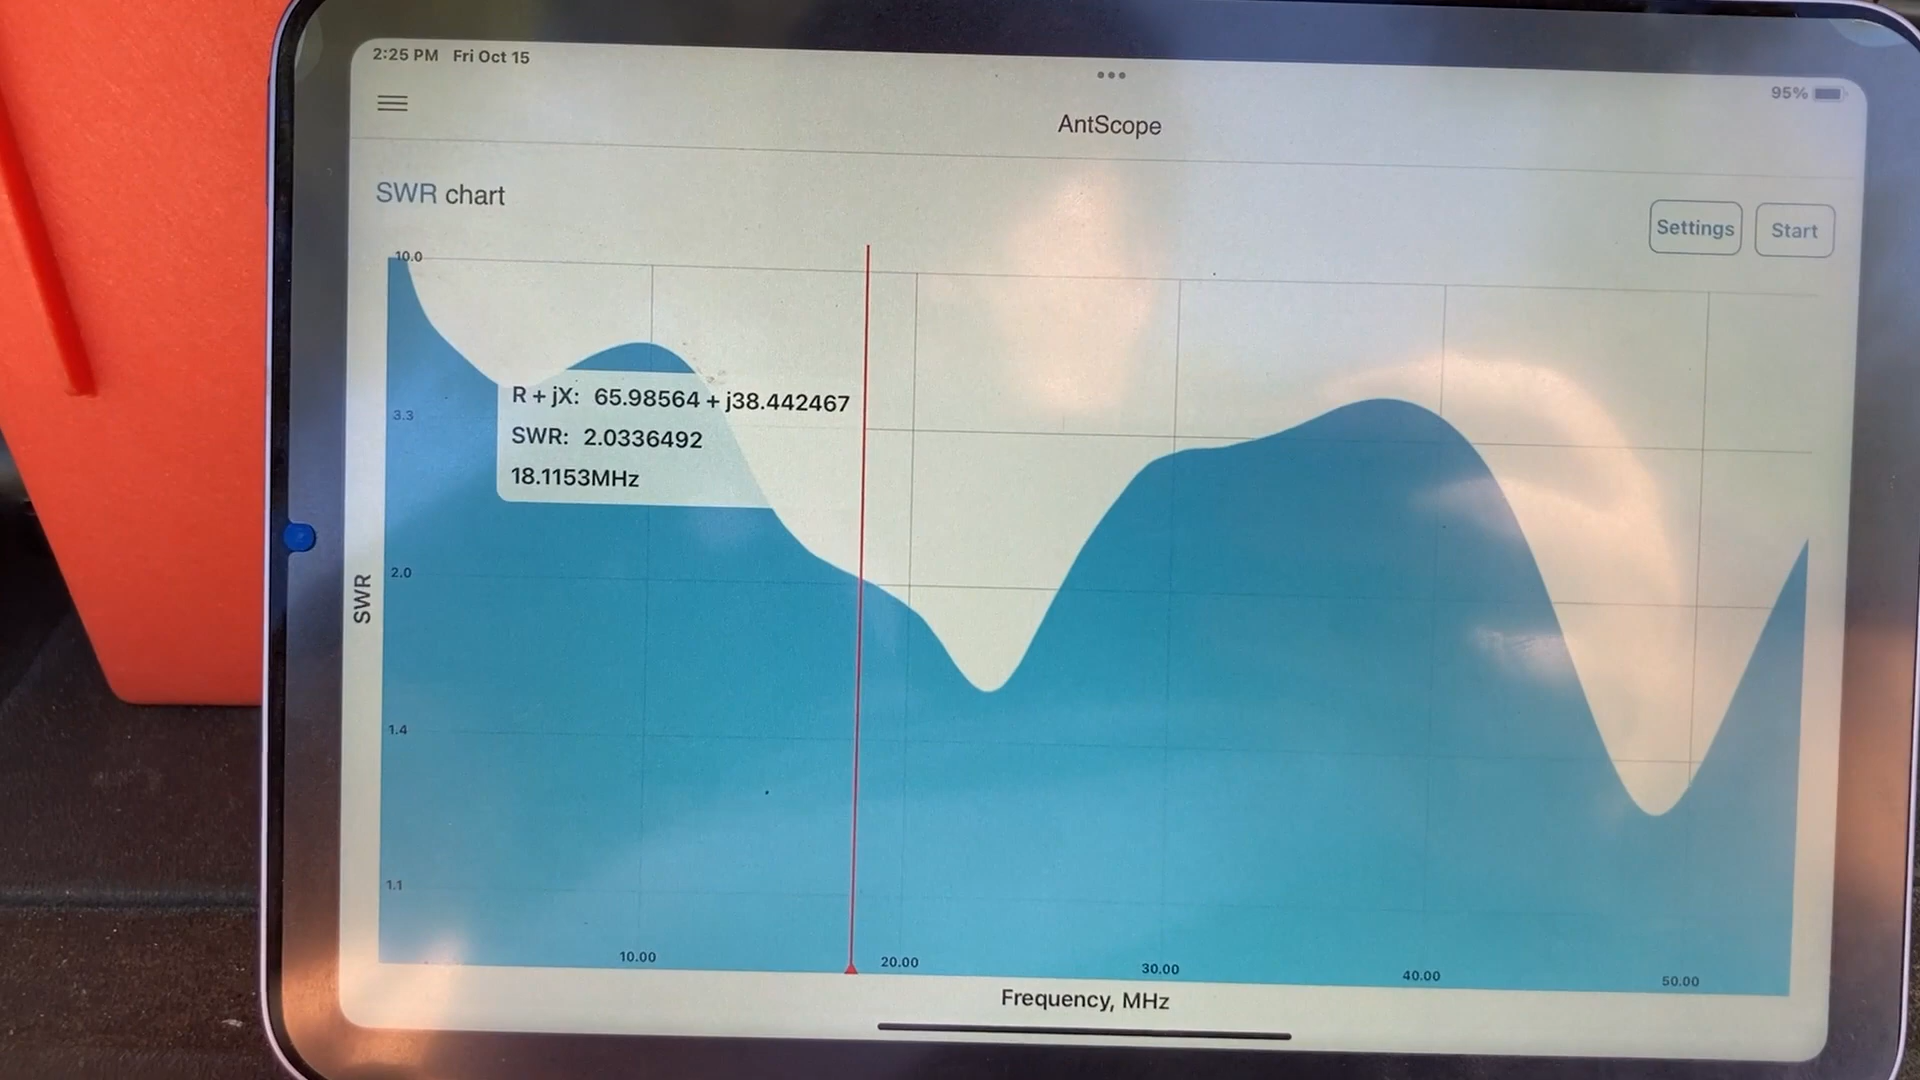 2:25 PM Fri Oct 15
95%
AntScope
SWR chart
Settings
Start
10.0
3.3
2.0
1.4
1.1
R + jX: 65.98564 + j38.442467
SWR: 2.0336492
18.1153MHz
SWR
10.00 20.00 30.00 40.00 50.00
Frequency, MHz